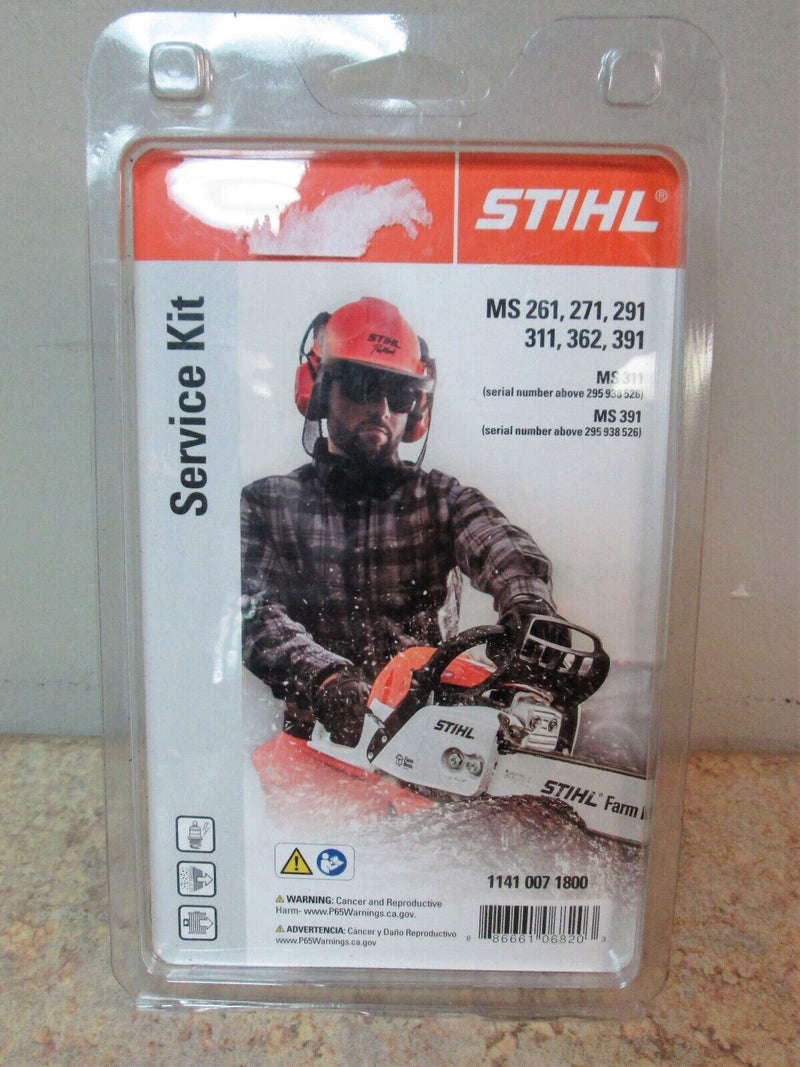 STIHL®
Service Kit
MS 261, 271, 291
311, 362, 391
MS 311
(serial number above 295 938 526)
MS 391
(serial number above 295 938 526)
STIHL
STIHL
STIHL® Farm
1141 007 1800
WARNING: Cancer and Reproductive
Harm- www.P65Warnings.ca.gov.
ADVERTENCIA: Cáncer y Daño Reproductivo
www.P65Warnings.ca.gov
8 86661 06820 3